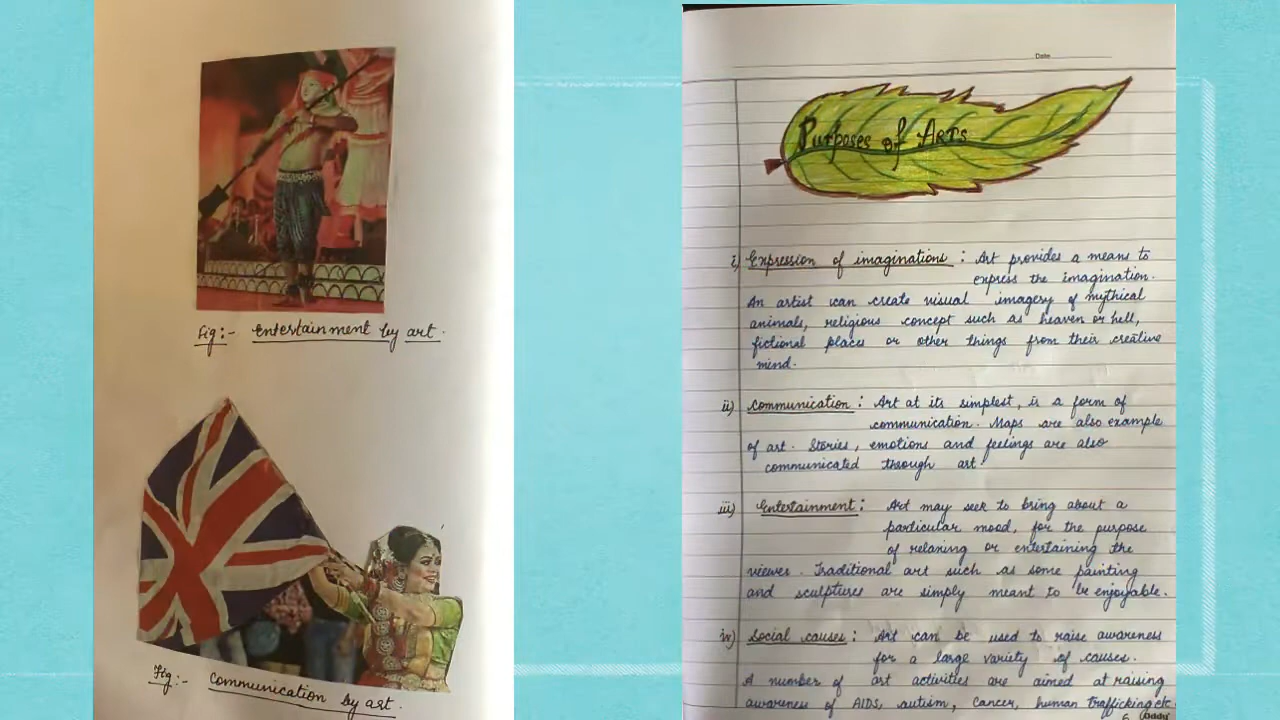 Fig:- Entertainment by art.
Fig:- Communication by art.
Date
Purposes of Arts
i) Expression of imaginations : Art provides a means to
express the imagination.
An artist can create visual imagery of mythical
animals, religious concept such as heaven or hell,
fictional places or other things from their creative
mind.
ii) Communication : Art at its simplest, is a form of
communication. Maps are also example
of art. Stories, emotions and feelings are also
communicated through art
iii) Entertainment : Art may seek to bring about a
particular mood, for the purpose
of relaxing or entertaining the
viewer. Traditional art such as some painting
and sculptures are simply meant to be enjoyable.
iv) Social causes : Art can be used to raise awareness
for a large variety of causes.
A number of art activities are aimed at raising
awareness of AIDS, autism, cancer, human trafficking etc